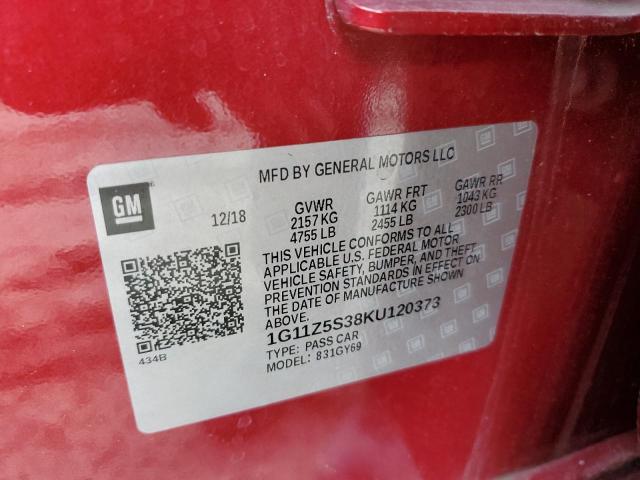 MFD BY GENERAL MOTORS LLC
GM
12/18
GVWR
2157 KG
4755 LB
GAWR FRT
1114 KG
2455 LB
GAWR RR
1043 KG
2300 LB
THIS VEHICLE CONFORMS TO ALL
APPLICABLE U.S. FEDERAL MOTOR
VEHICLE SAFETY, BUMPER, AND THEFT
PREVENTION STANDARDS IN EFFECT ON
THE DATE OF MANUFACTURE SHOWN
ABOVE.
1G11Z5S38KU120373
TYPE: PASS CAR
MODEL: 831GY69
434B